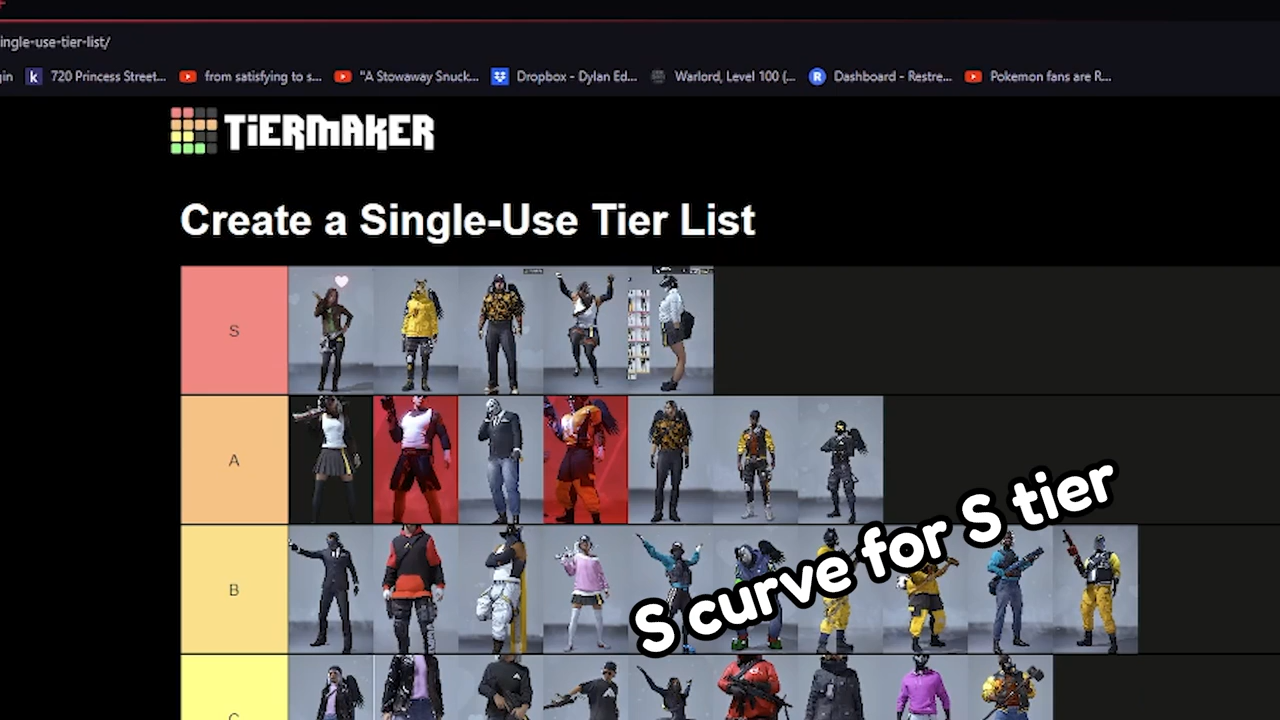 ingle-use-tier-list/
in
k 720 Princess Street...
from satisfying to s...
"A Stowaway Snuck...
Dropbox - Dylan Ed...
Warlord, Level 100 (...
R Dashboard - Restre...
Pokemon fans are R...
TiERMAKER
Create a Single-Use Tier List
S
A
B
C
S curve for S tier